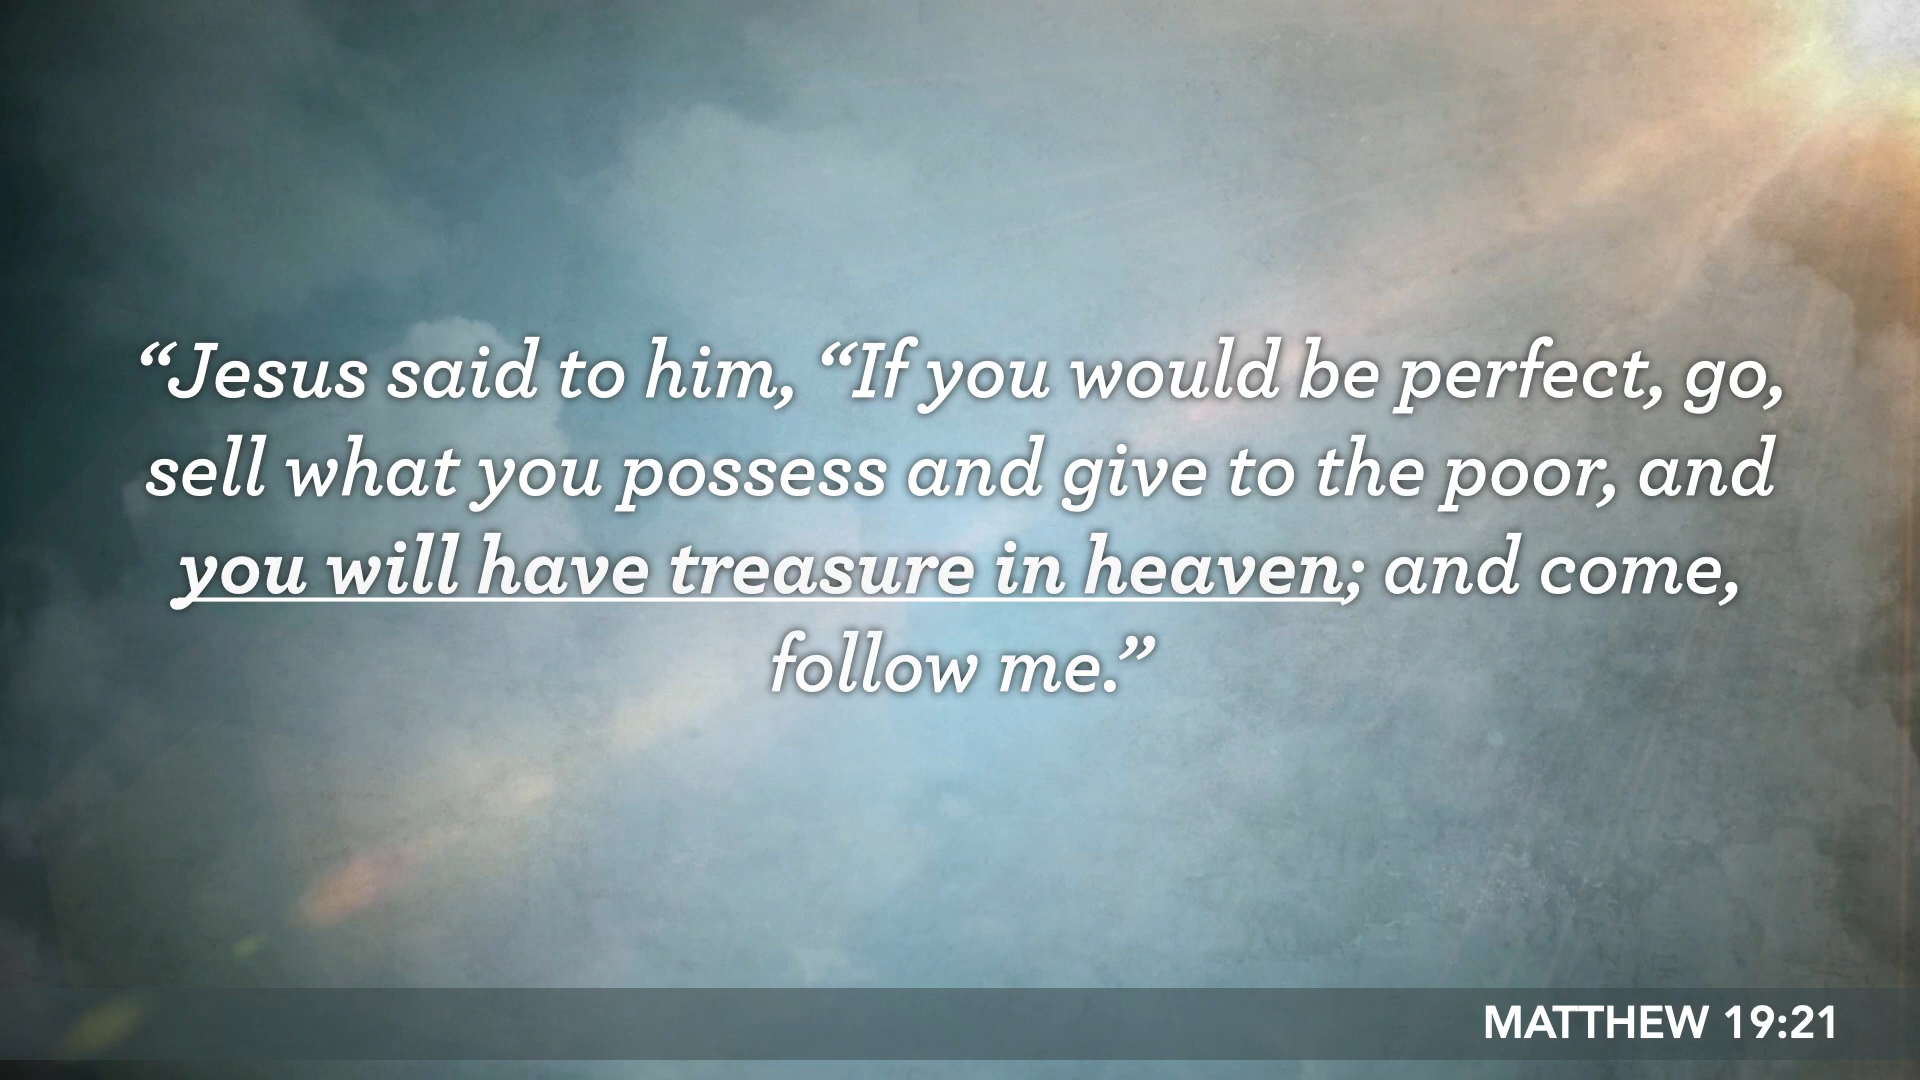 “Jesus said to him, “If you would be perfect, go,
sell what you possess and give to the poor, and
you will have treasure in heaven; and come,
follow me.”
MATTHEW 19:21